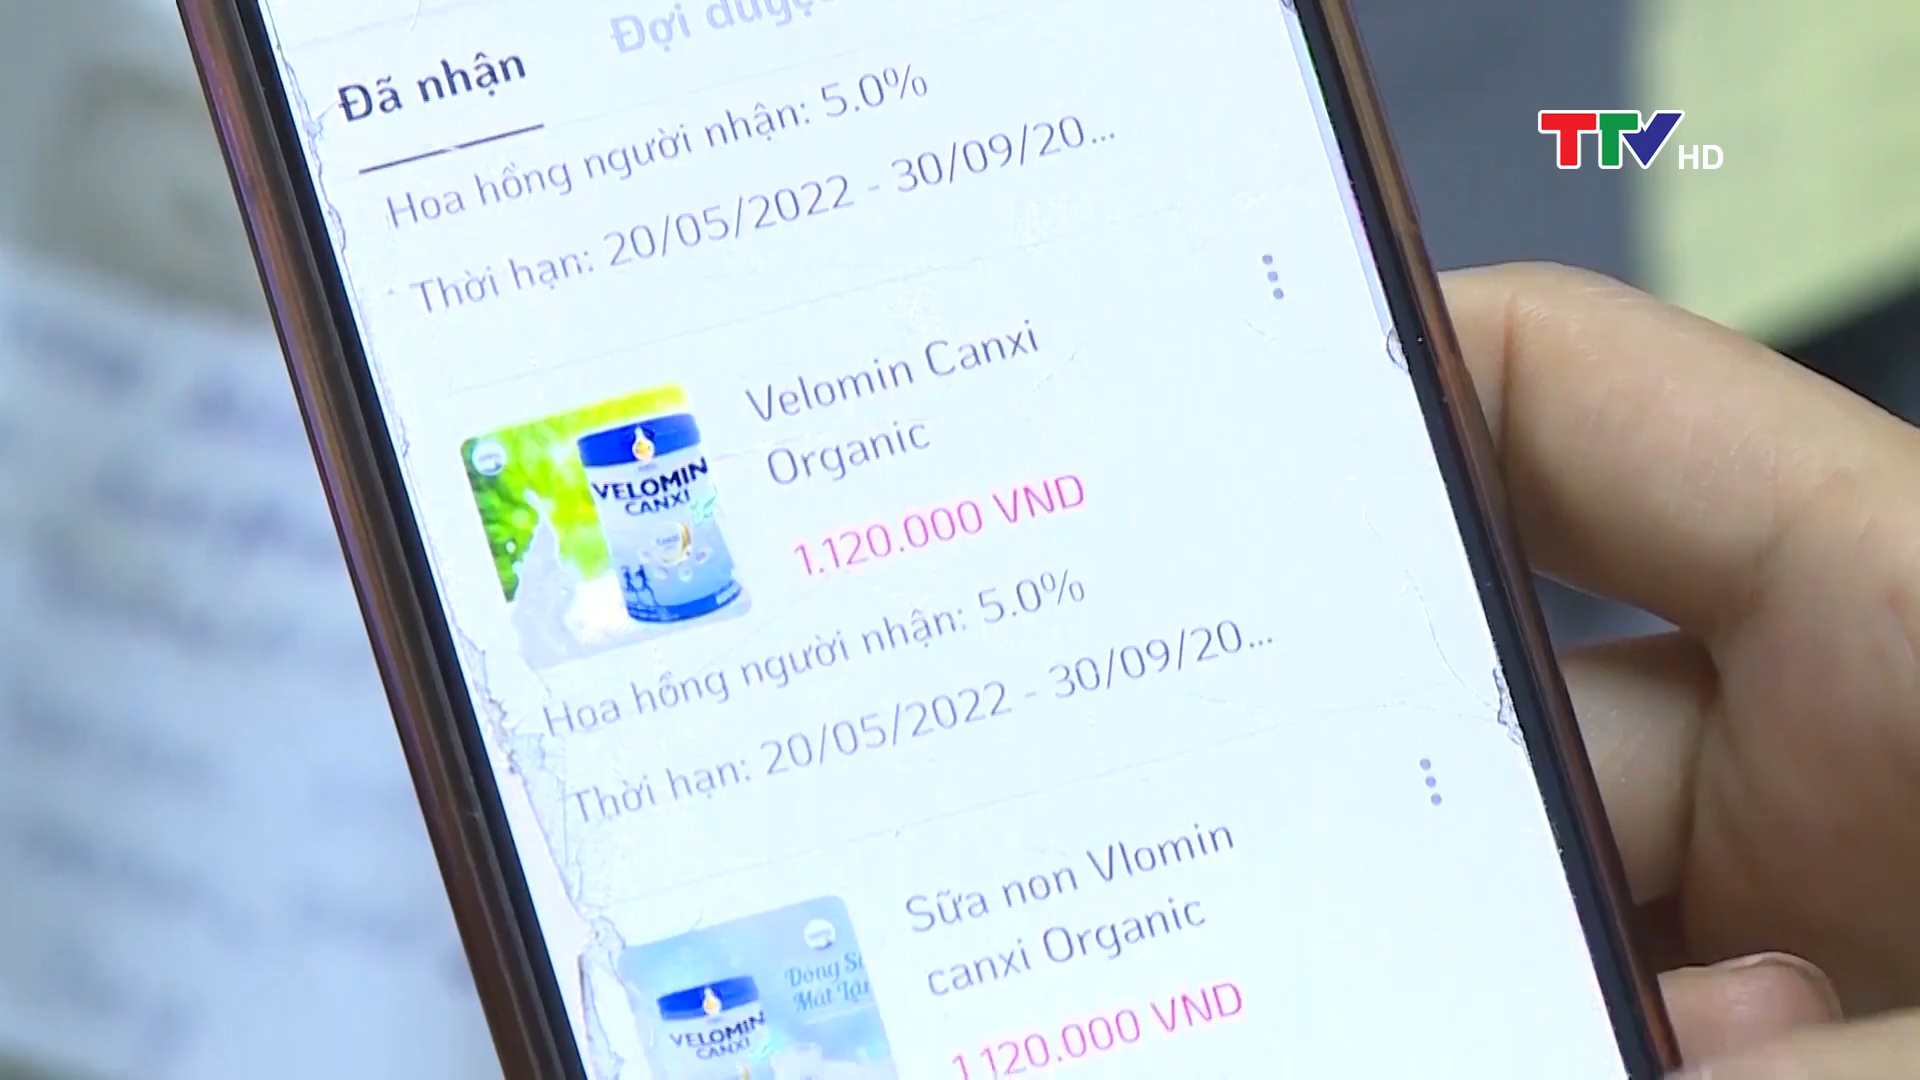 Đợi duyệt
Đã nhận
Hoa hồng người nhận: 5.0%
Thời hạn: 20/05/2022 - 30/09/20...
TTV HD
Velomin Canxi
Organic
1.120.000 VND
VELOMIN
CANXI
Hoa hồng người nhận: 5.0%
Thời hạn: 20/05/2022 - 30/09/20...
Sữa non Vlomin
canxi Organic
1.120.000 VND
VELOMIN
CANXI